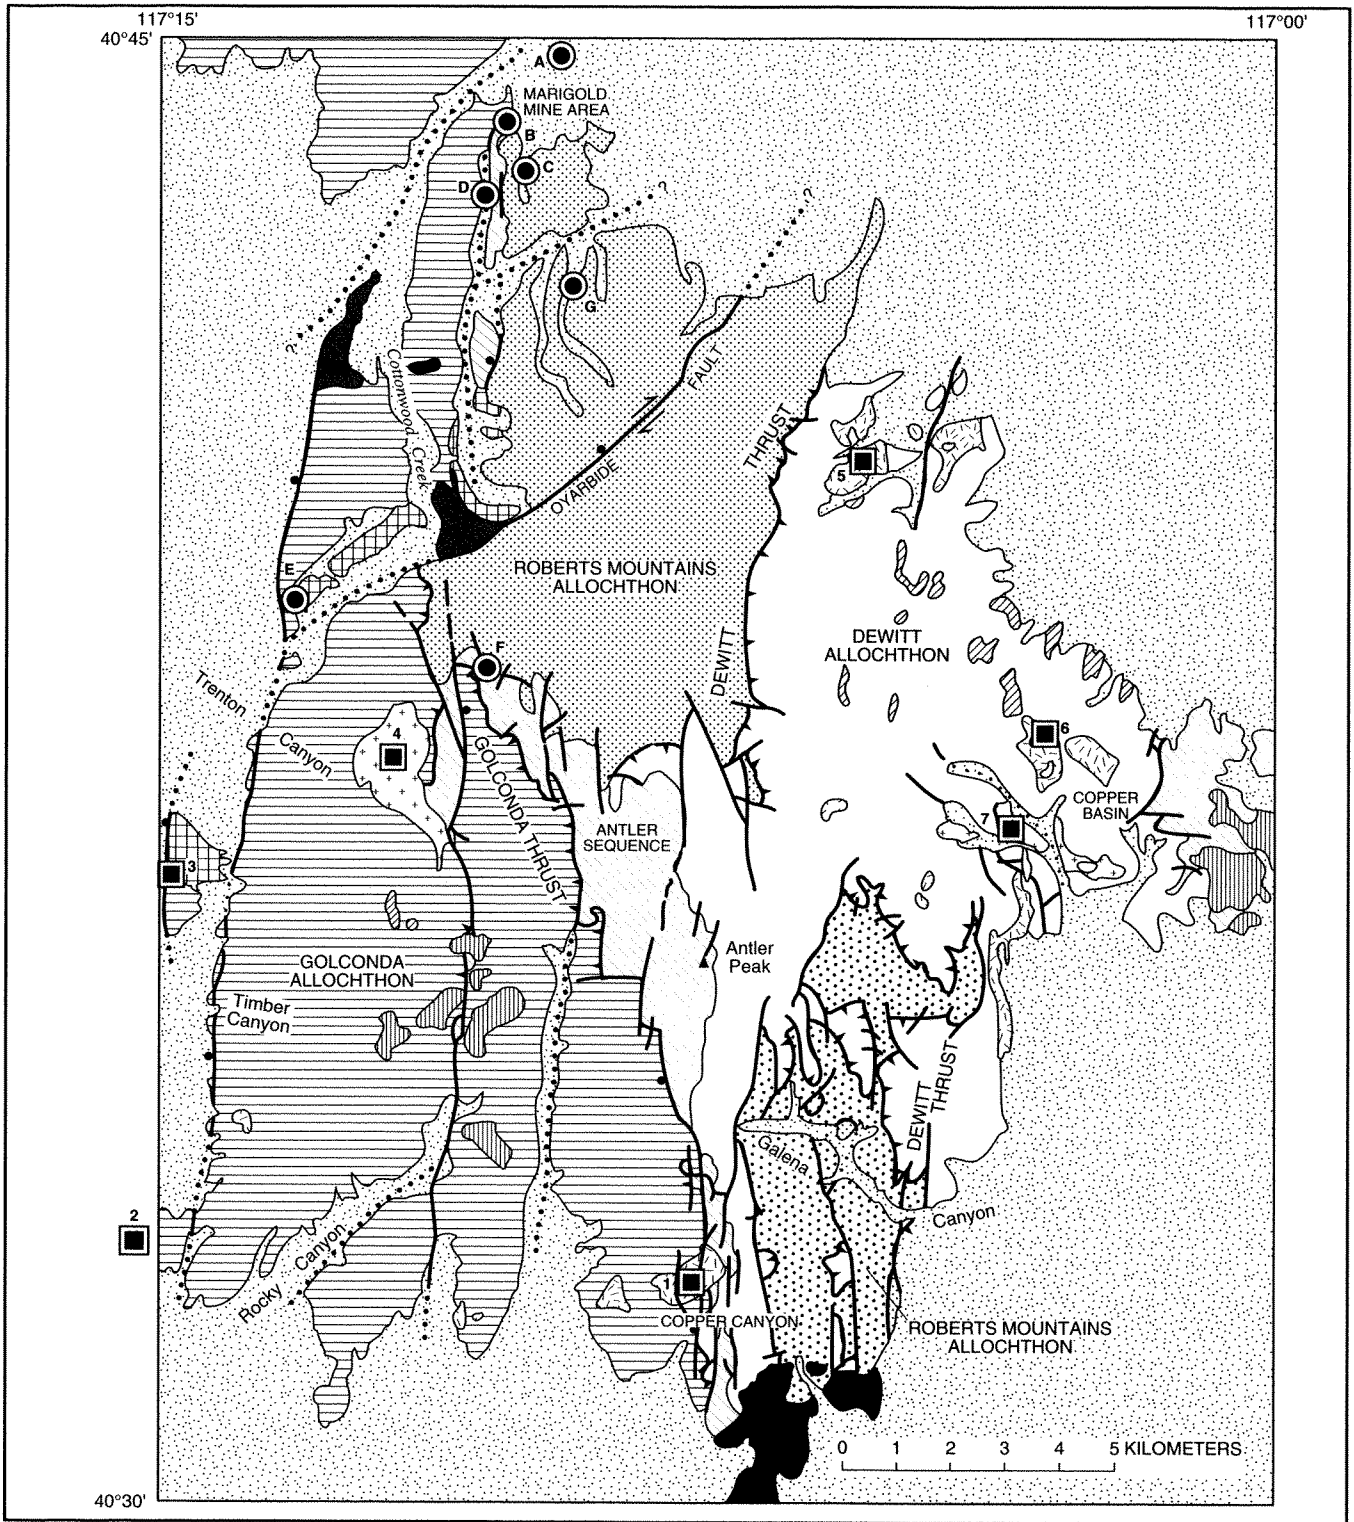 117°15'
117°00'
40°45'
A
MARIGOLD
MINE AREA
B
C
D
?
?
G
?
Cottonwood Creek
FAULT
THRUST
OYARBIDE
5
E
ROBERTS MOUNTAINS
ALLOCHTHON
DEWITT
ALLOCHTHON
F
DEWITT
Trenton
Canyon
4
6
GOLCONDA THRUST
COPPER
BASIN
7
ANTLER
SEQUENCE
3
Antler
Peak
GOLCONDA
ALLOCHTHON
Timber
Canyon
DEWITT
THRUST
?
Galena
Canyon
2
Rocky
Canyon
1
COPPER CANYON
ROBERTS MOUNTAINS
ALLOCHTHON
0 1 2 3 4 5 KILOMETERS
40°30'